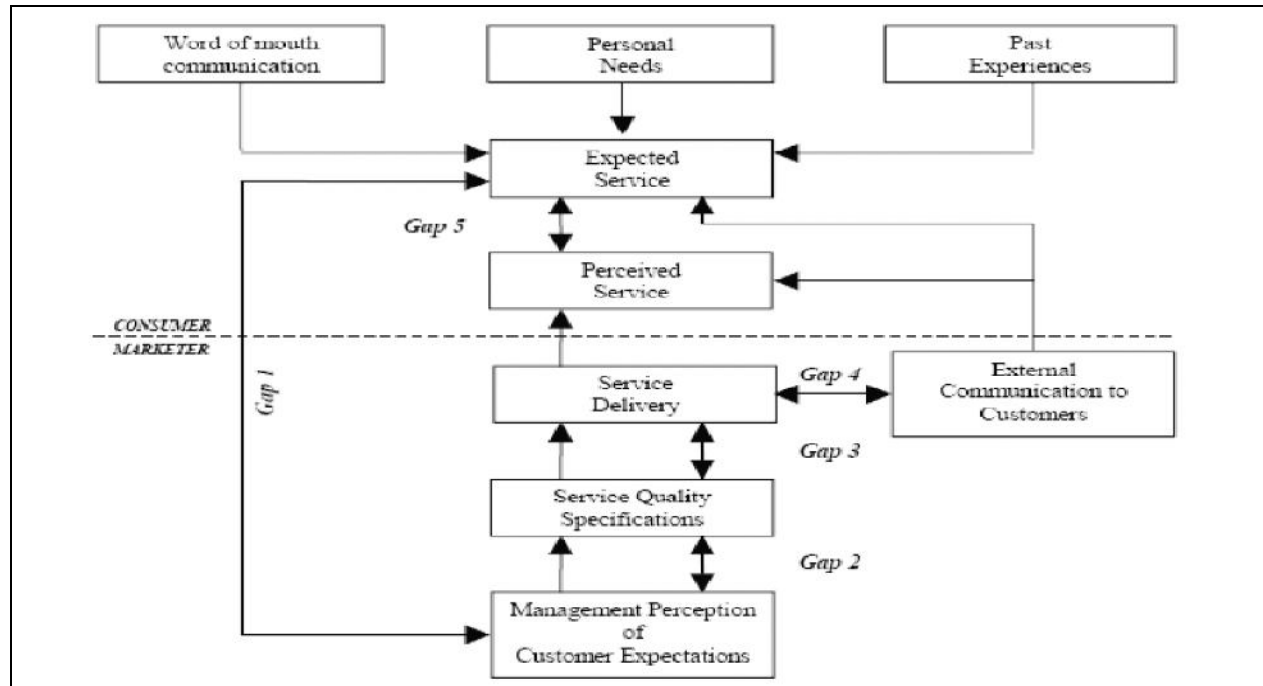 Word of mouth
communication
Personal
Needs
Past
Experiences
Expected
Service
Gap 5
Perceived
Service
CONSUMER
MARKETER
Gap 1
Service
Delivery
Gap 4
External
Communication to
Customers
Gap 3
Service Quality
Specifications
Gap 2
Management Perception
of
Customer Expectations